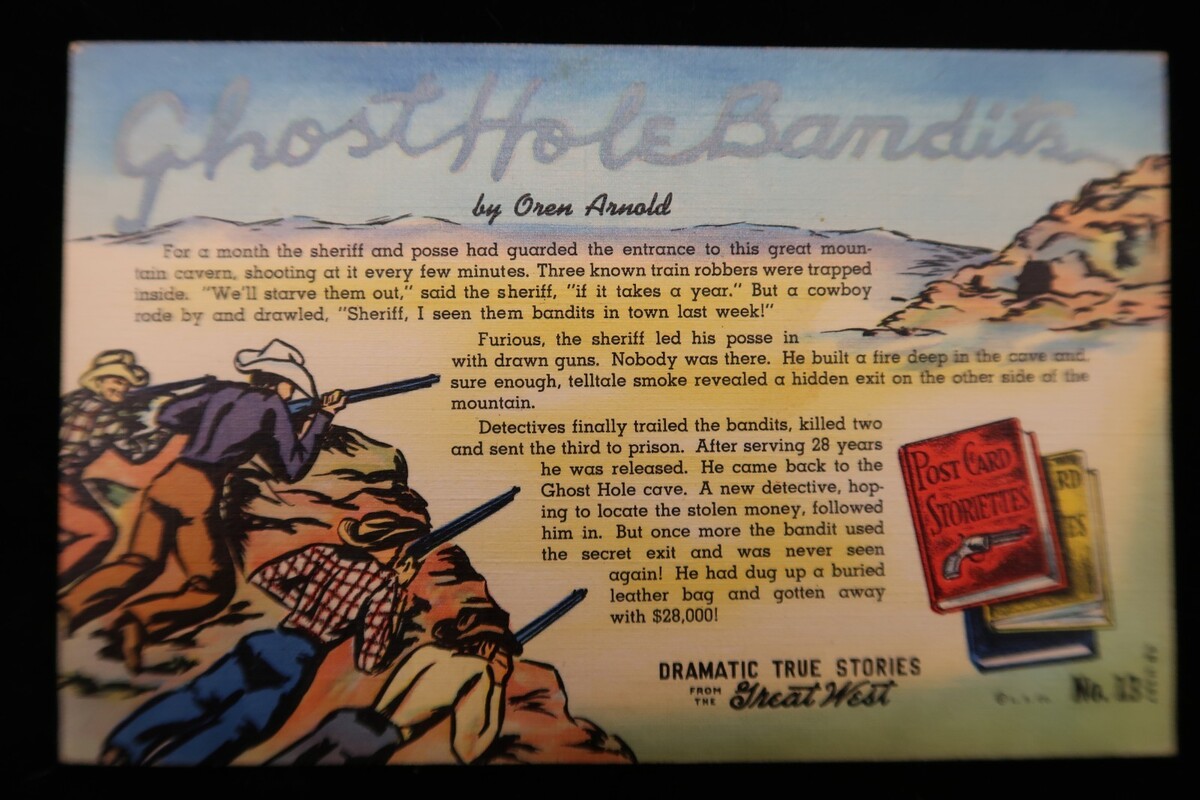 Ghost Hole Bandits
by Oren Arnold
For a month the sheriff and posse had guarded the entrance to this great moun-
tain cavern, shooting at it every few minutes. Three known train robbers were trapped
inside. "We'll starve them out," said the sheriff, "if it takes a year." But a cowboy
rode by and drawled, "Sheriff, I seen them bandits in town last week!"
Furious, the sheriff led his posse in
with drawn guns. Nobody was there. He built a fire deep in the cave and,
sure enough, telltale smoke revealed a hidden exit on the other side of the
mountain.
Detectives finally trailed the bandits, killed two
and sent the third to prison. After serving 28 years
he was released. He came back to the
Ghost Hole cave. A new detective, hop-
ing to locate the stolen money, followed
him in. But once more the bandit used
the secret exit and was never seen
again! He had dug up a buried
leather bag and gotten away
with $28,000!
POST CARD
STORIETTES
RD
ES
DRAMATIC TRUE STORIES
FROM THE Great West
No. 13